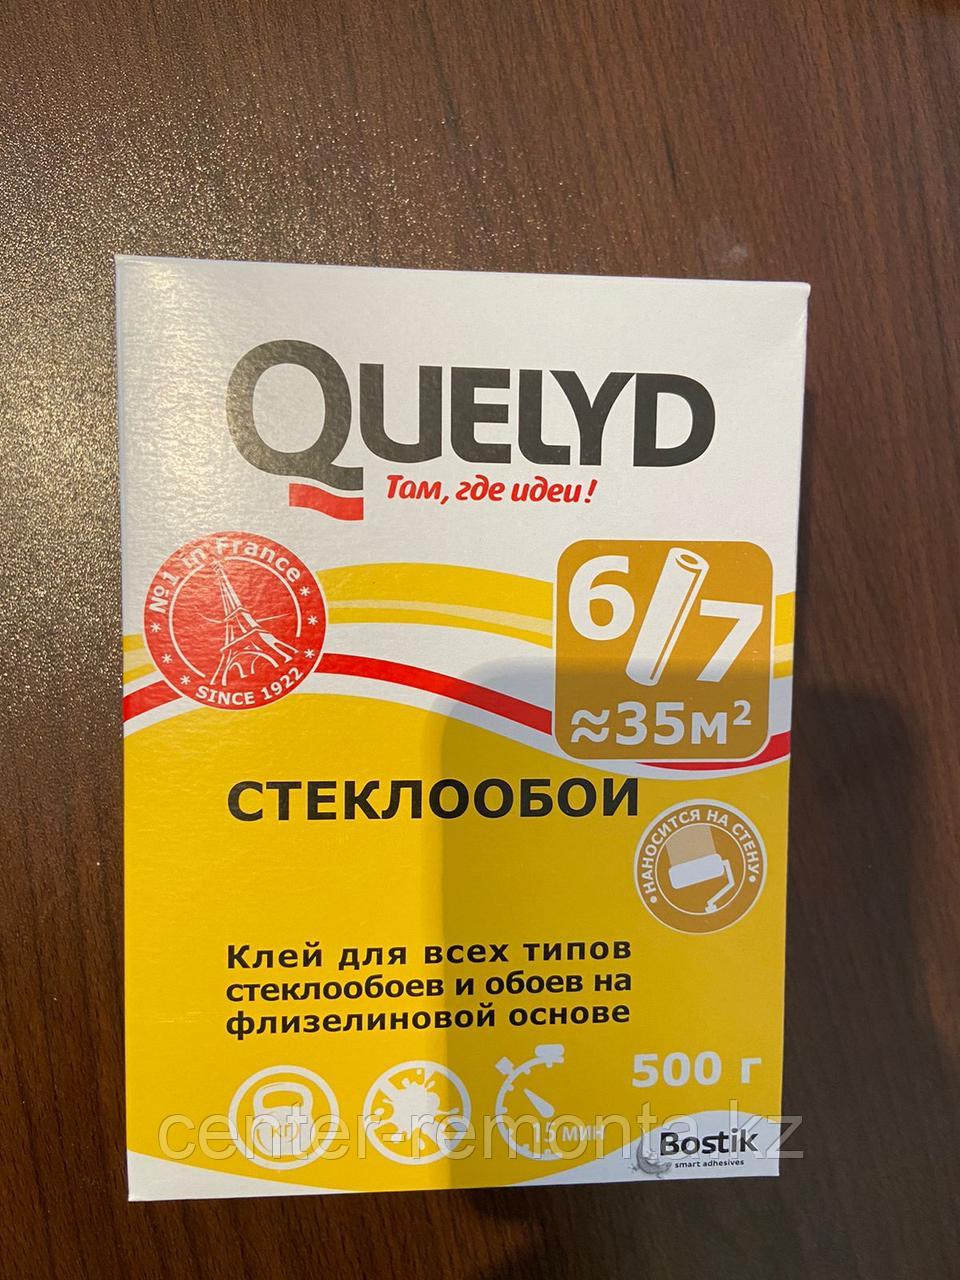 QUELYD
Там, где идеи!
№1 in France
SINCE 1922
6/7
≈35м²
СТЕКЛООБОИ
•НАНОСИТСЯ НА СТЕНУ•
Клей для всех типов
стеклообоев и обоев на
флизелиновой основе
500 г
15 мин
center-remonta.kz
Bostik
smart adhesives